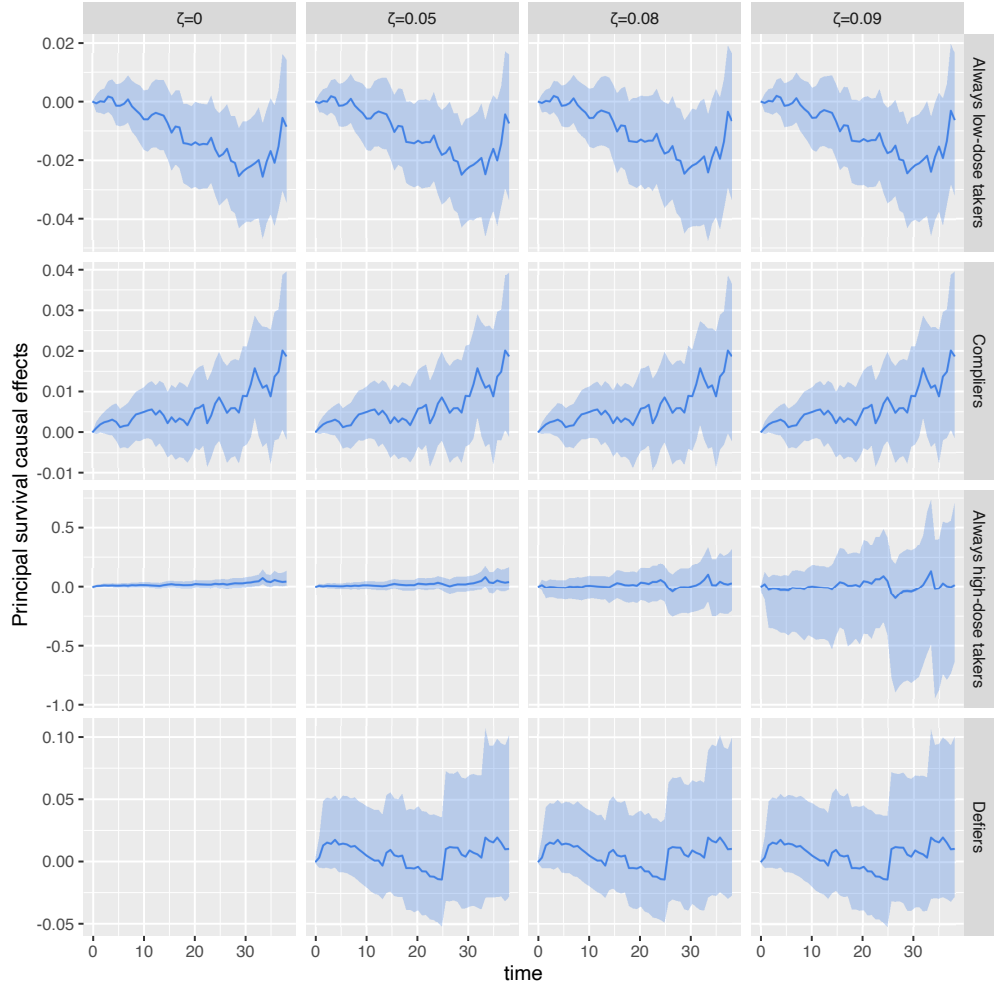 ζ=0 ζ=0.05 ζ=0.08 ζ=0.09
Principal survival causal effects
0.02
0.00
-0.02
-0.04
Always low-dose takers
0.04
0.03
0.02
0.01
0.00
-0.01
Compliers
0.5
0.0
-0.5
-1.0
Always high-dose takers
0.10
0.05
0.00
-0.05
Defiers
0 10 20 30 0 10 20 30 0 10 20 30 0 10 20 30
time